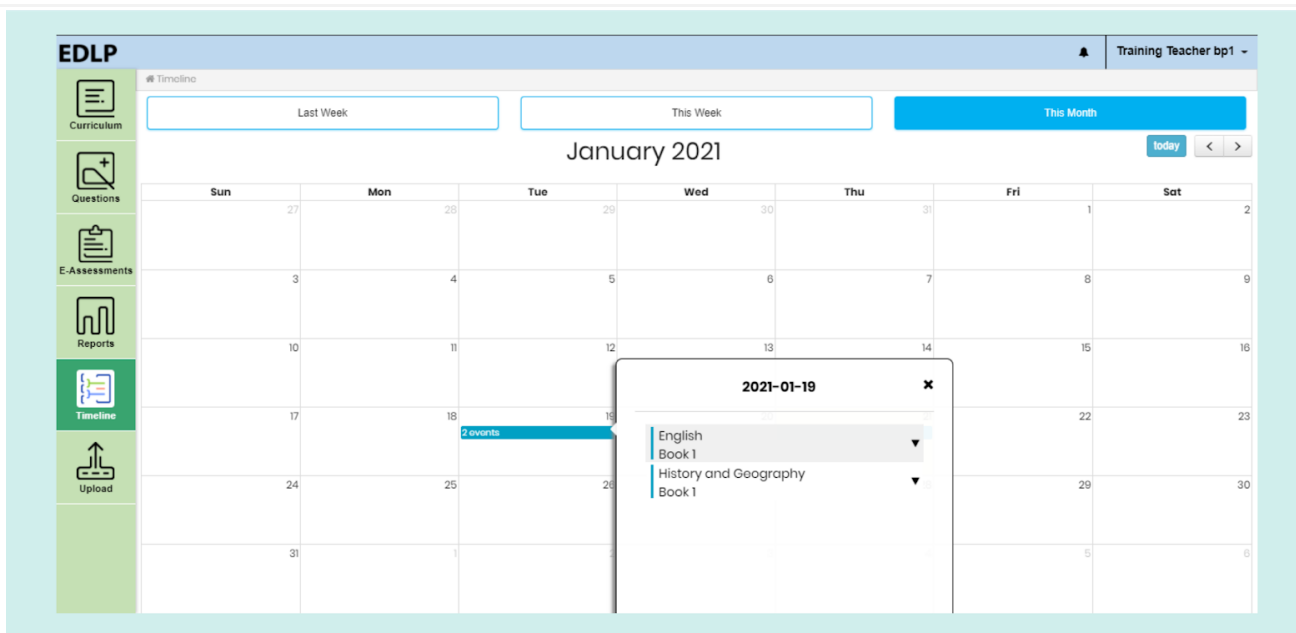 EDLP
Training Teacher bp1
Timeline
Curriculum
Questions
E-Assessments
Reports
Timeline
Upload
Last Week
This Week
This Month
January 2021
today
< >
Sun Mon Tue Wed Thu Fri Sat
27 28 29 30 31 1 2
3 4 5 6 7 8 9
10 11 12 13 14 15 16
17 18 19 22 23
2 events
24 25 26 29 30
31 1 5 6
2021-01-19
×
English
Book 1
History and Geography
Book 1